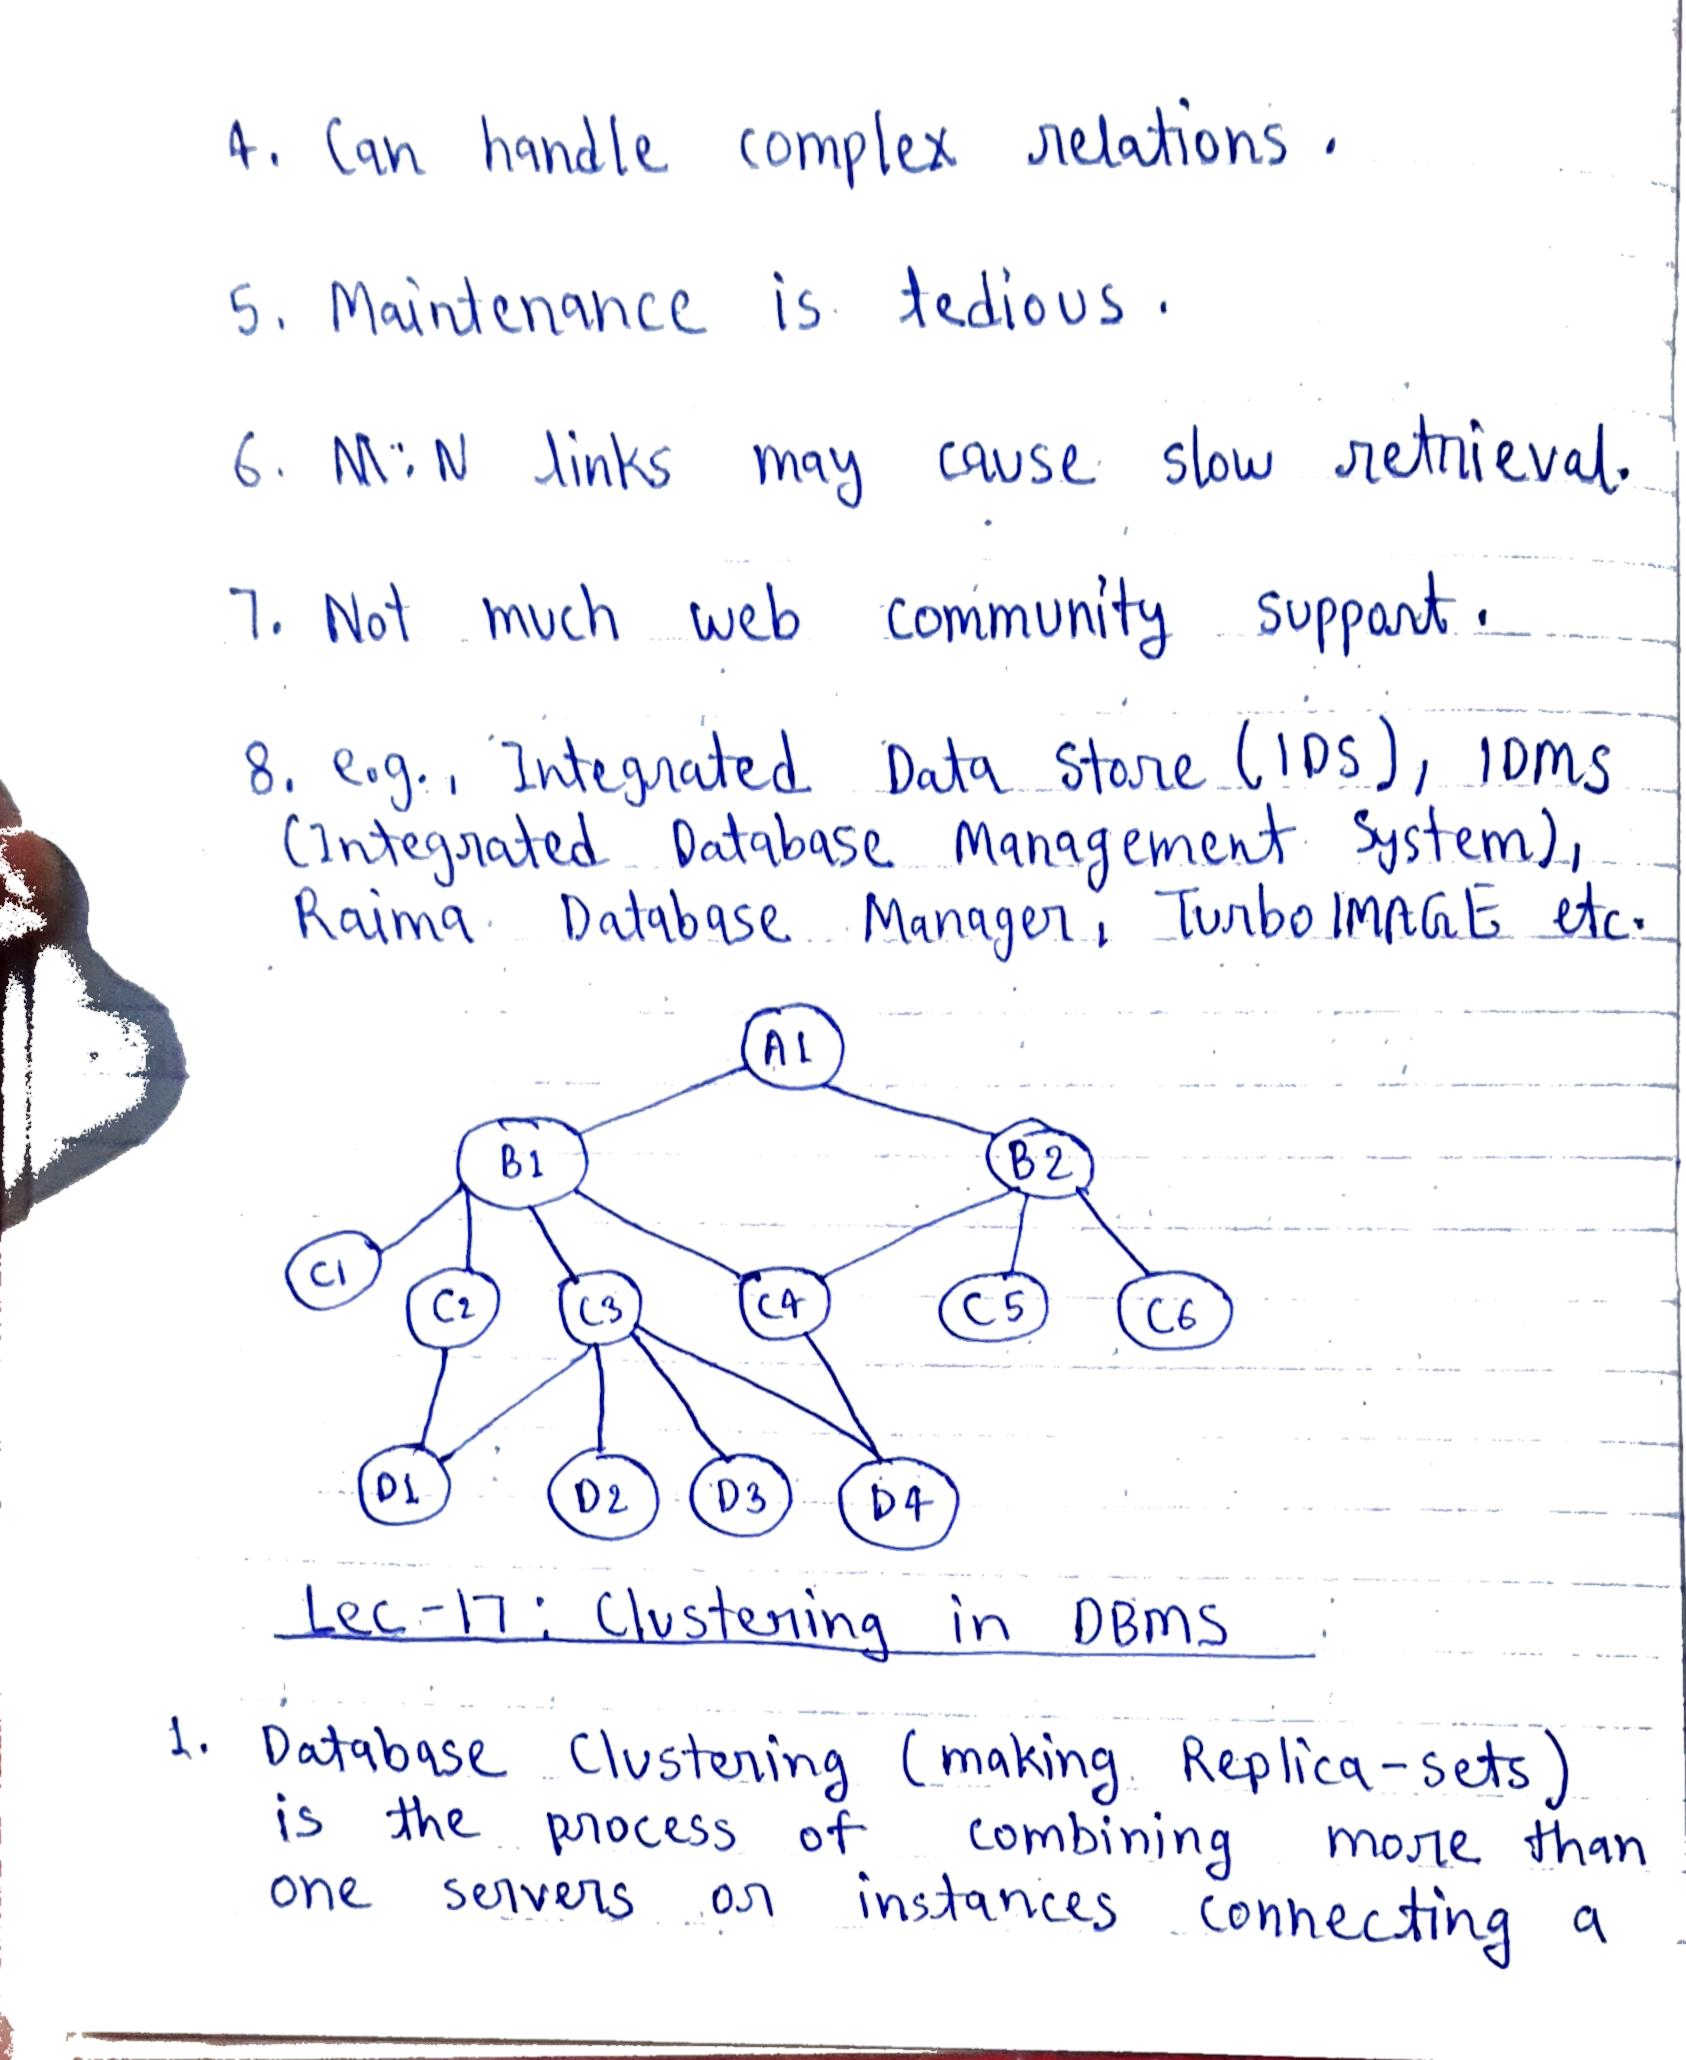 4. Can handle complex relations.
5. Maintenance is tedious.
6. M:N links may cause slow retrieval.
7. Not much web community support.
8. e.g., Integrated Data Store (IDS), IDMS
(Integrated Database Management System),
Raima Database Manager, TurboIMAGE etc.
A1
B1 B2
C1 C2 C3 C4 C5 C6
D1 D2 D3 D4
Lec-17: Clustering in DBMS
1. Database Clustering (making Replica-sets)
is the process of combining more than
one servers or instances connecting a